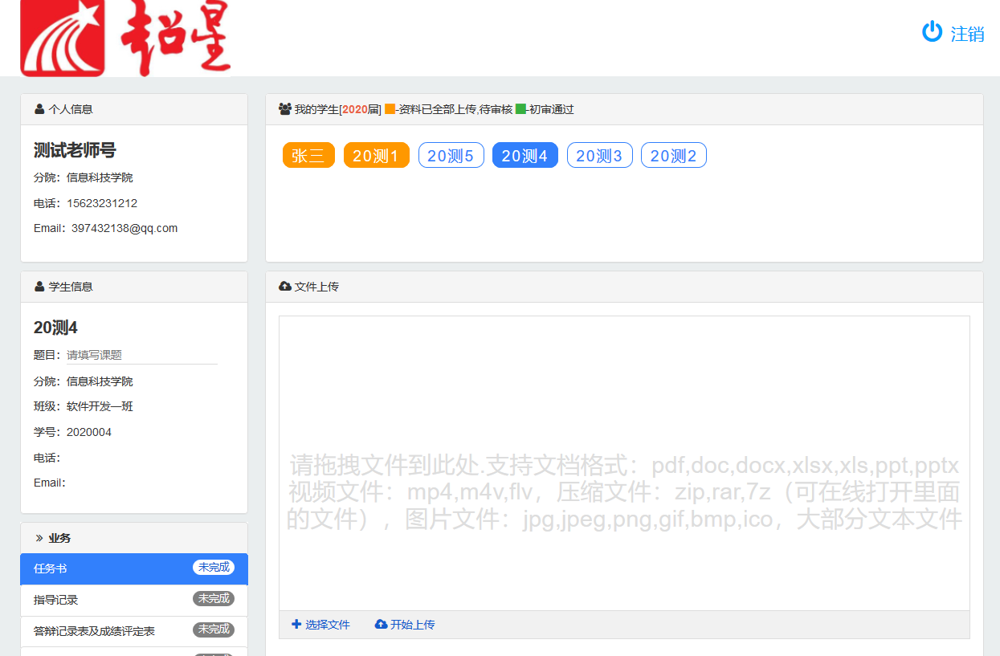 超星
注销
个人信息
测试老师号
分院：信息科技学院
电话：15623231212
Email：397432138@qq.com
我的学生[2020届] -资料已全部上传,待审核 -初审通过
张三 20测1 20测5 20测4 20测3 20测2
学生信息
20测4
题目：请填写课题
分院：信息科技学院
班级：软件开发一班
学号：2020004
电话：
Email：
» 业务
任务书 未完成
指导记录 未完成
答辩记录表及成绩评定表 未完成
文件上传
请拖拽文件到此处.支持文档格式：pdf,doc,docx,xlsx,xls,ppt,pptx
视频文件：mp4,m4v,flv，压缩文件：zip,rar,7z（可在线打开里面
的文件），图片文件：jpg,jpeg,png,gif,bmp,ico，大部分文本文件
选择文件 开始上传